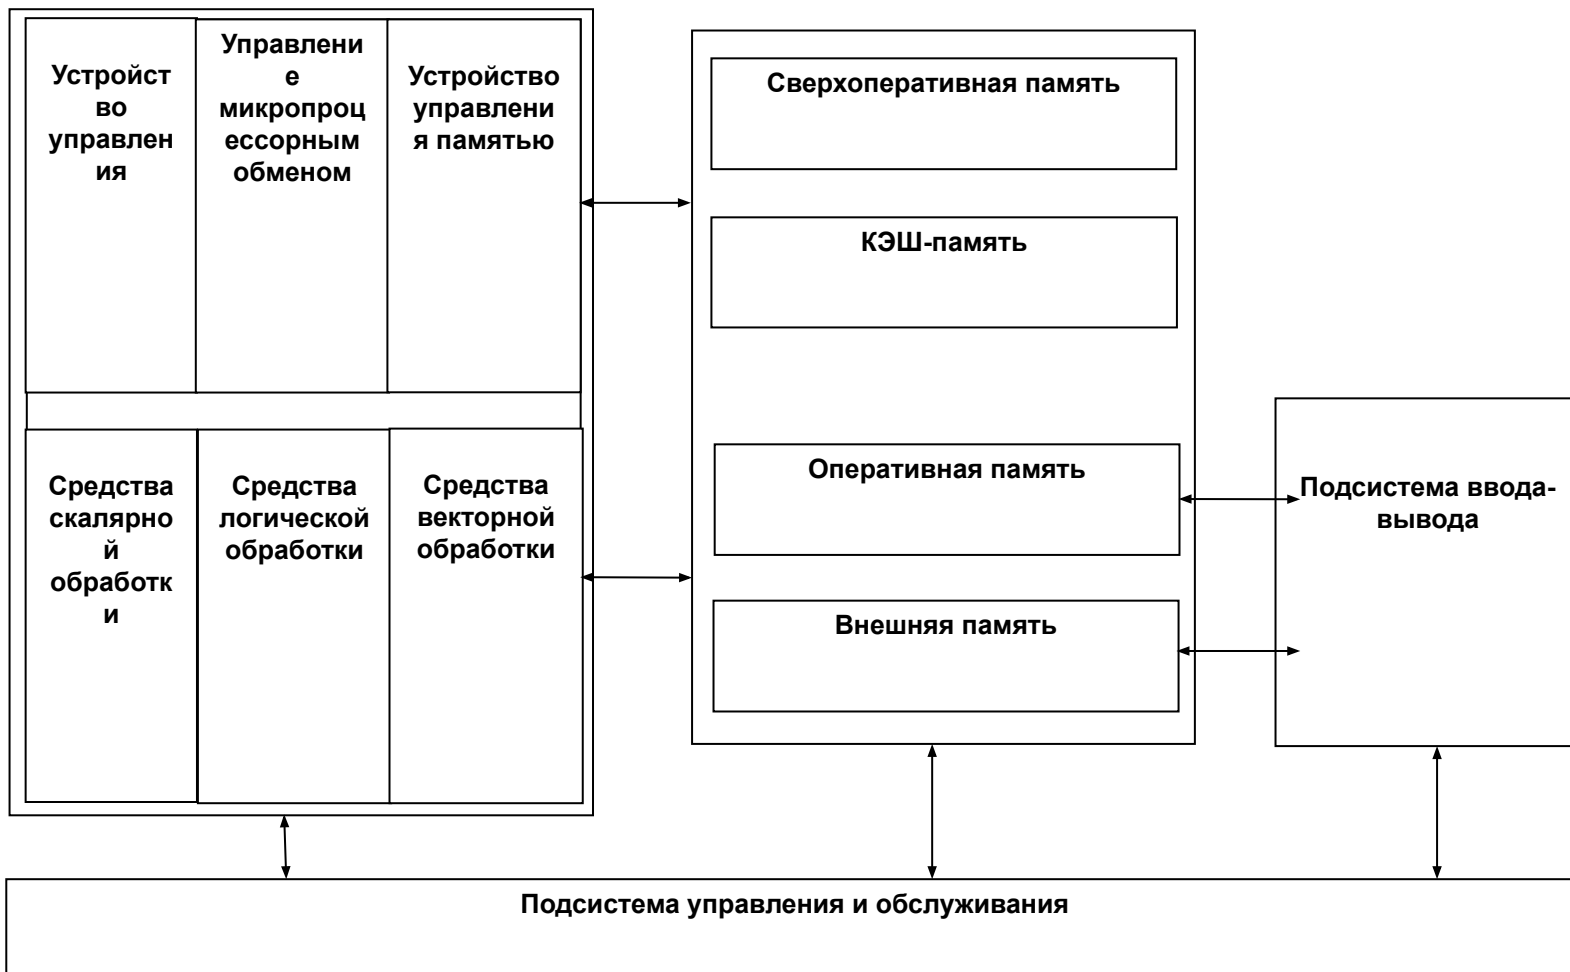 Устройст
во
управлен
ия
Управлени
е
микропроц
ессорным
обменом
Устройство
управлени
я памятью
Сверхоперативная память
КЭШ-память
Средства
скалярно
й
обработк
и
Средства
логической
обработки
Средства
векторной
обработки
Оперативная память
Внешняя память
Подсистема ввода-
вывода
Подсистема управления и обслуживания